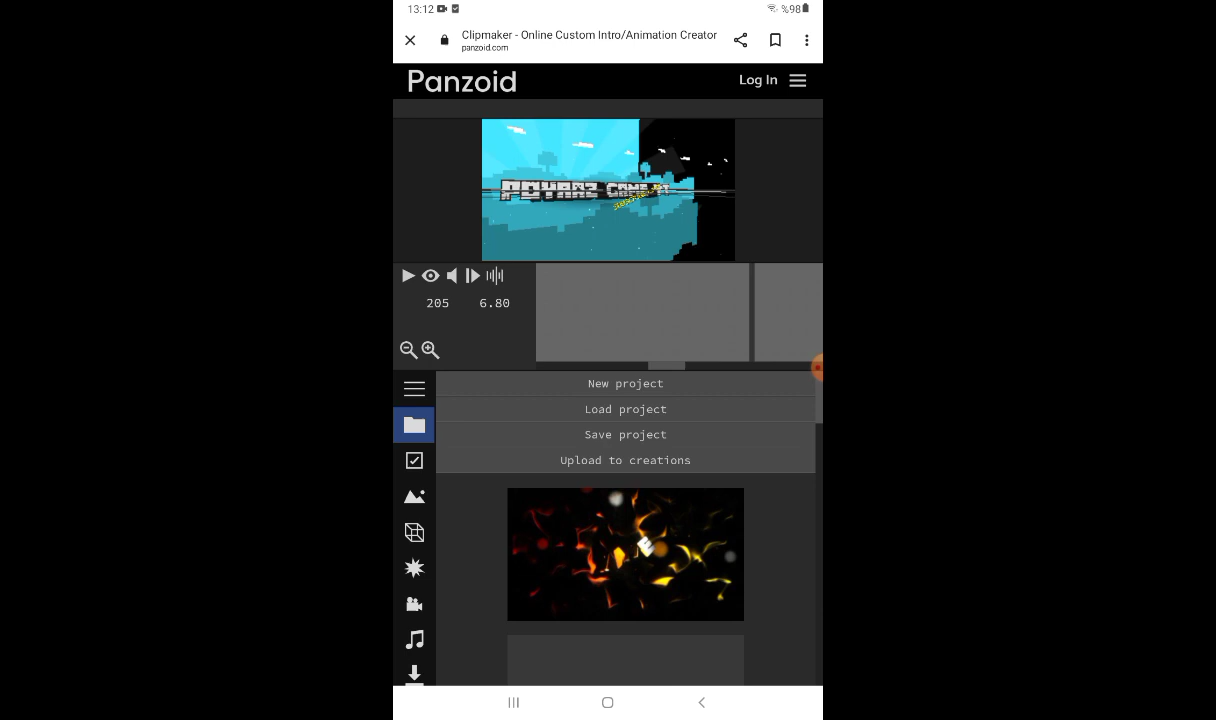 13:12 %98
Clipmaker - Online Custom Intro/Animation Creator
panzoid.com
Panzoid Log In
205 6.80
New project
Load project
Save project
Upload to creations